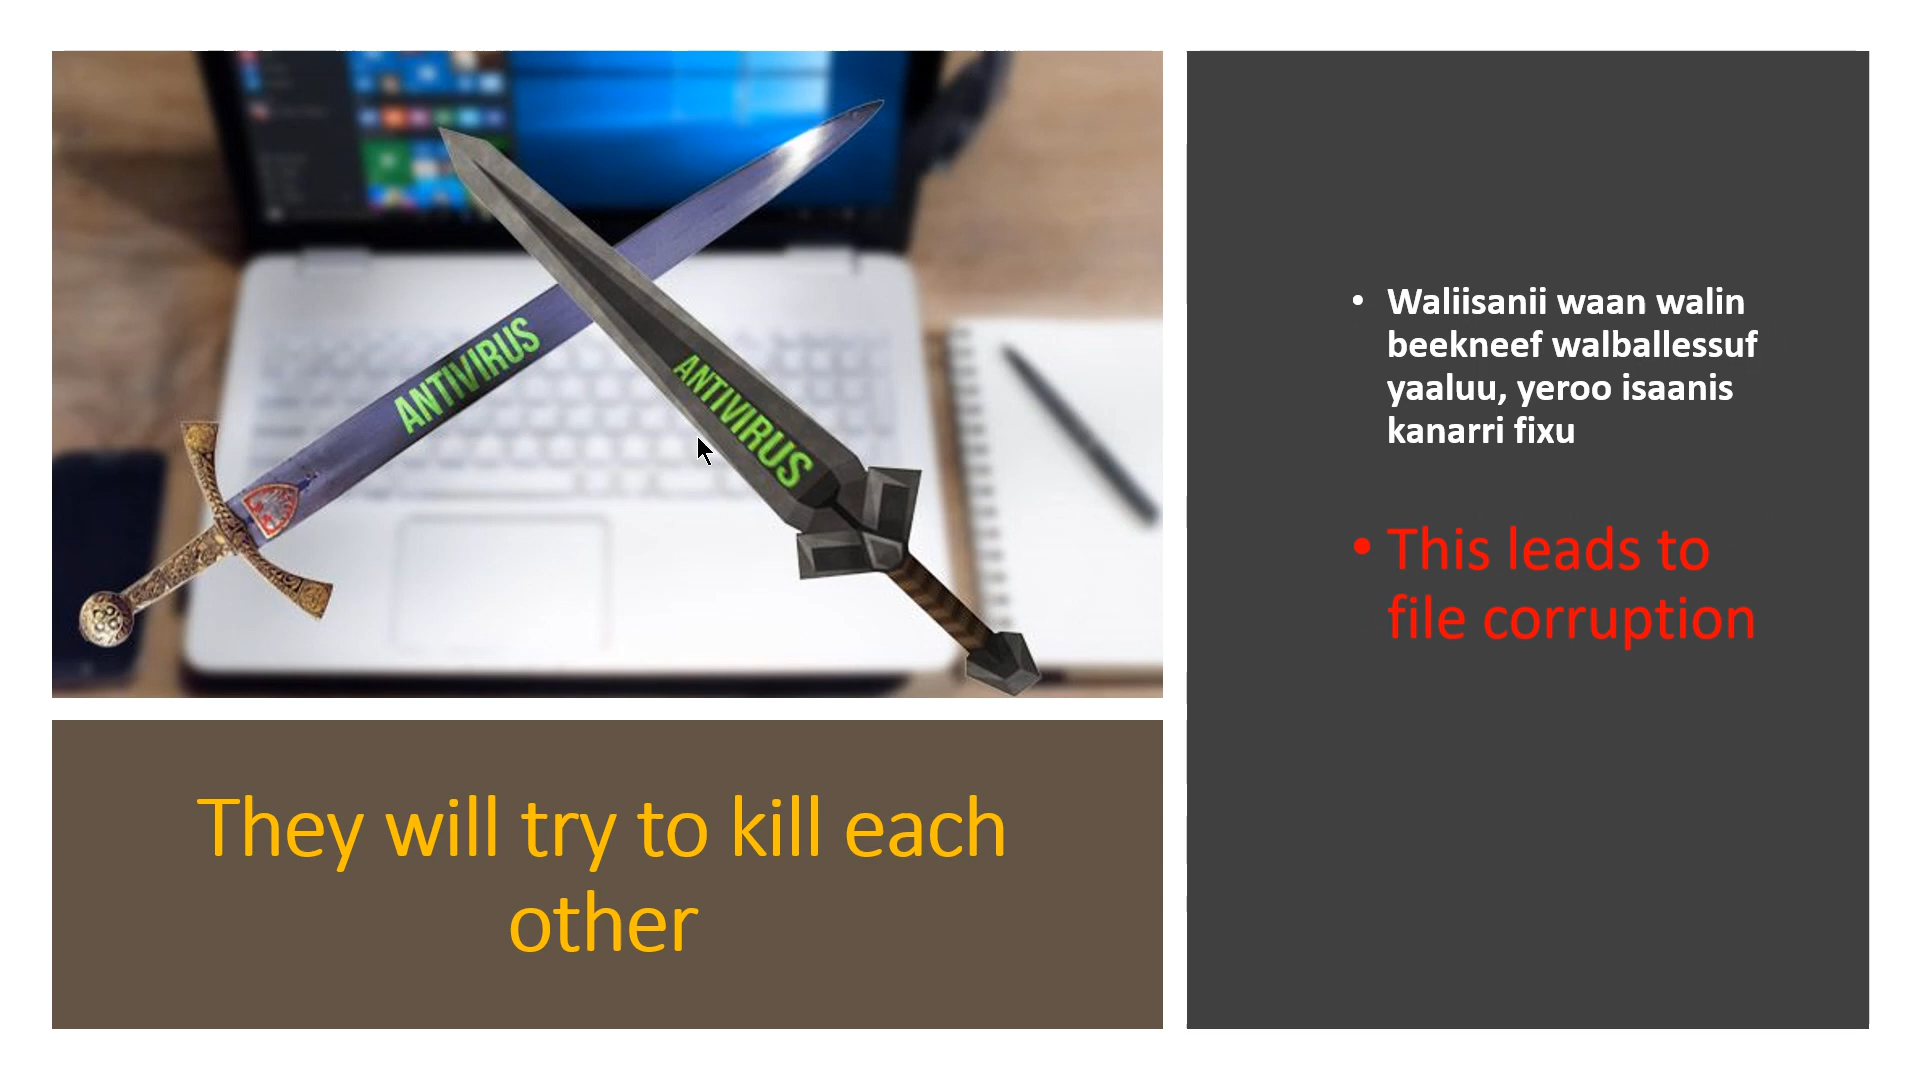 ANTIVIRUS
ANTIVIRUS
They will try to kill each
other
• Waliisanii waan walin
beekneef walballessuf
yaaluu, yeroo isaanis
kanarri fixu
• This leads to
file corruption